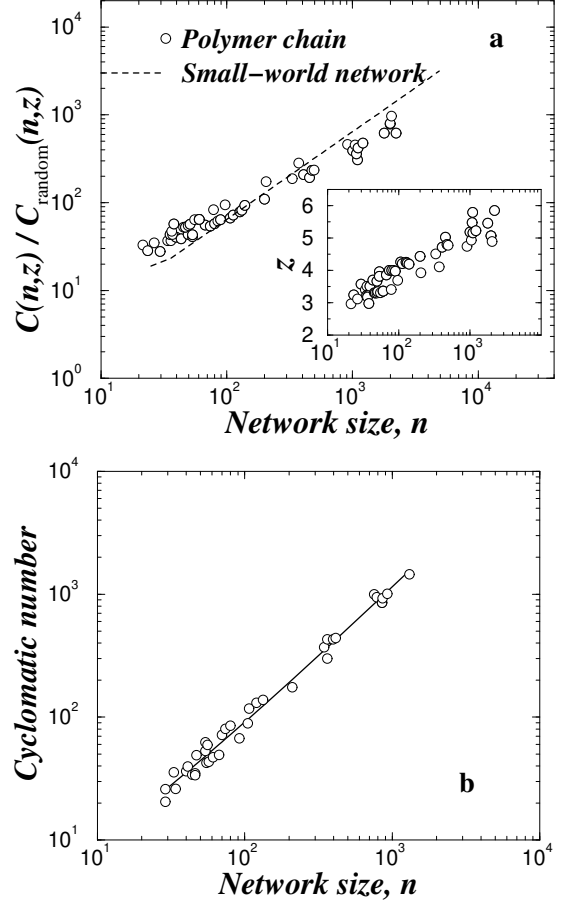 10^4
Polymer chain
a
Small-world network
10^3
10^2
10^1
10^0
C(n,z) / C_random(n,z)
6
5
4
3
2
z
10^1
10^2
10^3
10^1
10^2
10^3
10^4
Network size, n
10^4
10^3
10^2
10^1
Cyclomatic number
b
10^1
10^2
10^3
10^4
Network size, n